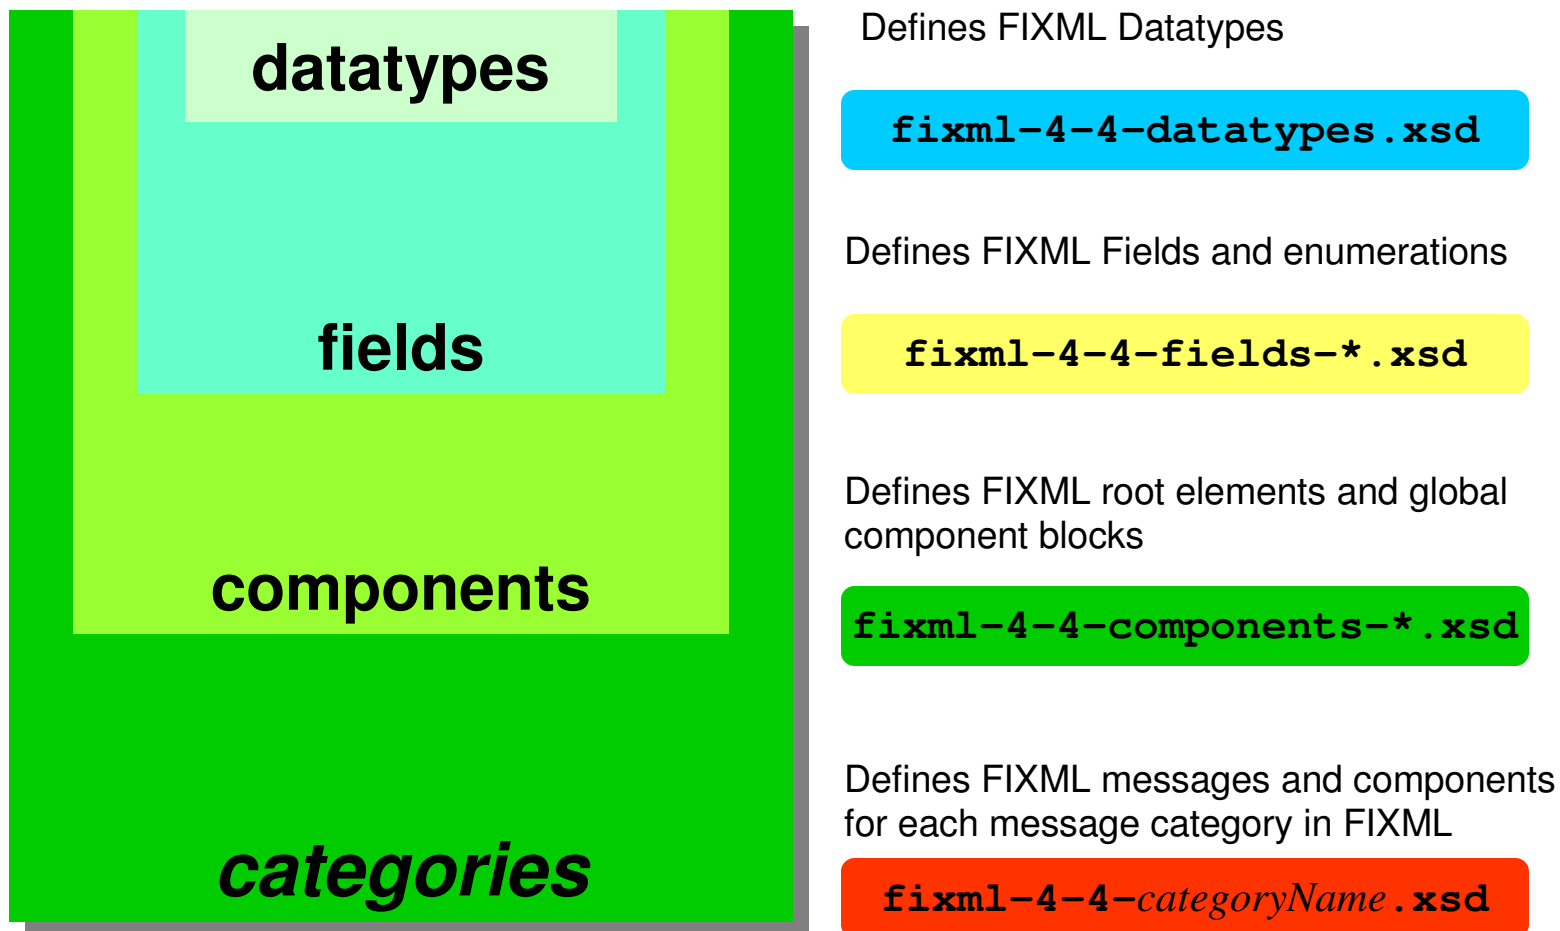 datatypes
Defines FIXML Datatypes
fixml-4-4-datatypes.xsd
Defines FIXML Fields and enumerations
fields
fixml-4-4-fields-*.xsd
Defines FIXML root elements and global
component blocks
components
fixml-4-4-components-*.xsd
Defines FIXML messages and components
for each message category in FIXML
categories
fixml-4-4-categoryName.xsd